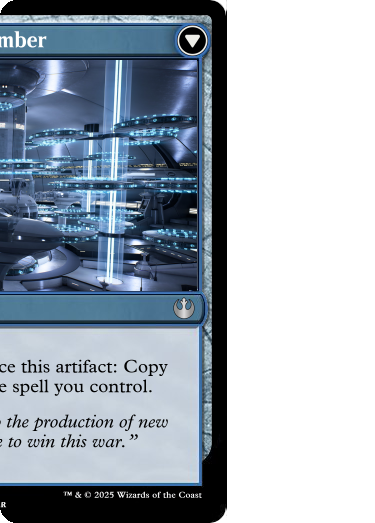 mber
ce this artifact: Copy
e spell you control.
the production of new
e to win this war.”
R
™ & © 2025 Wizards of the Coast